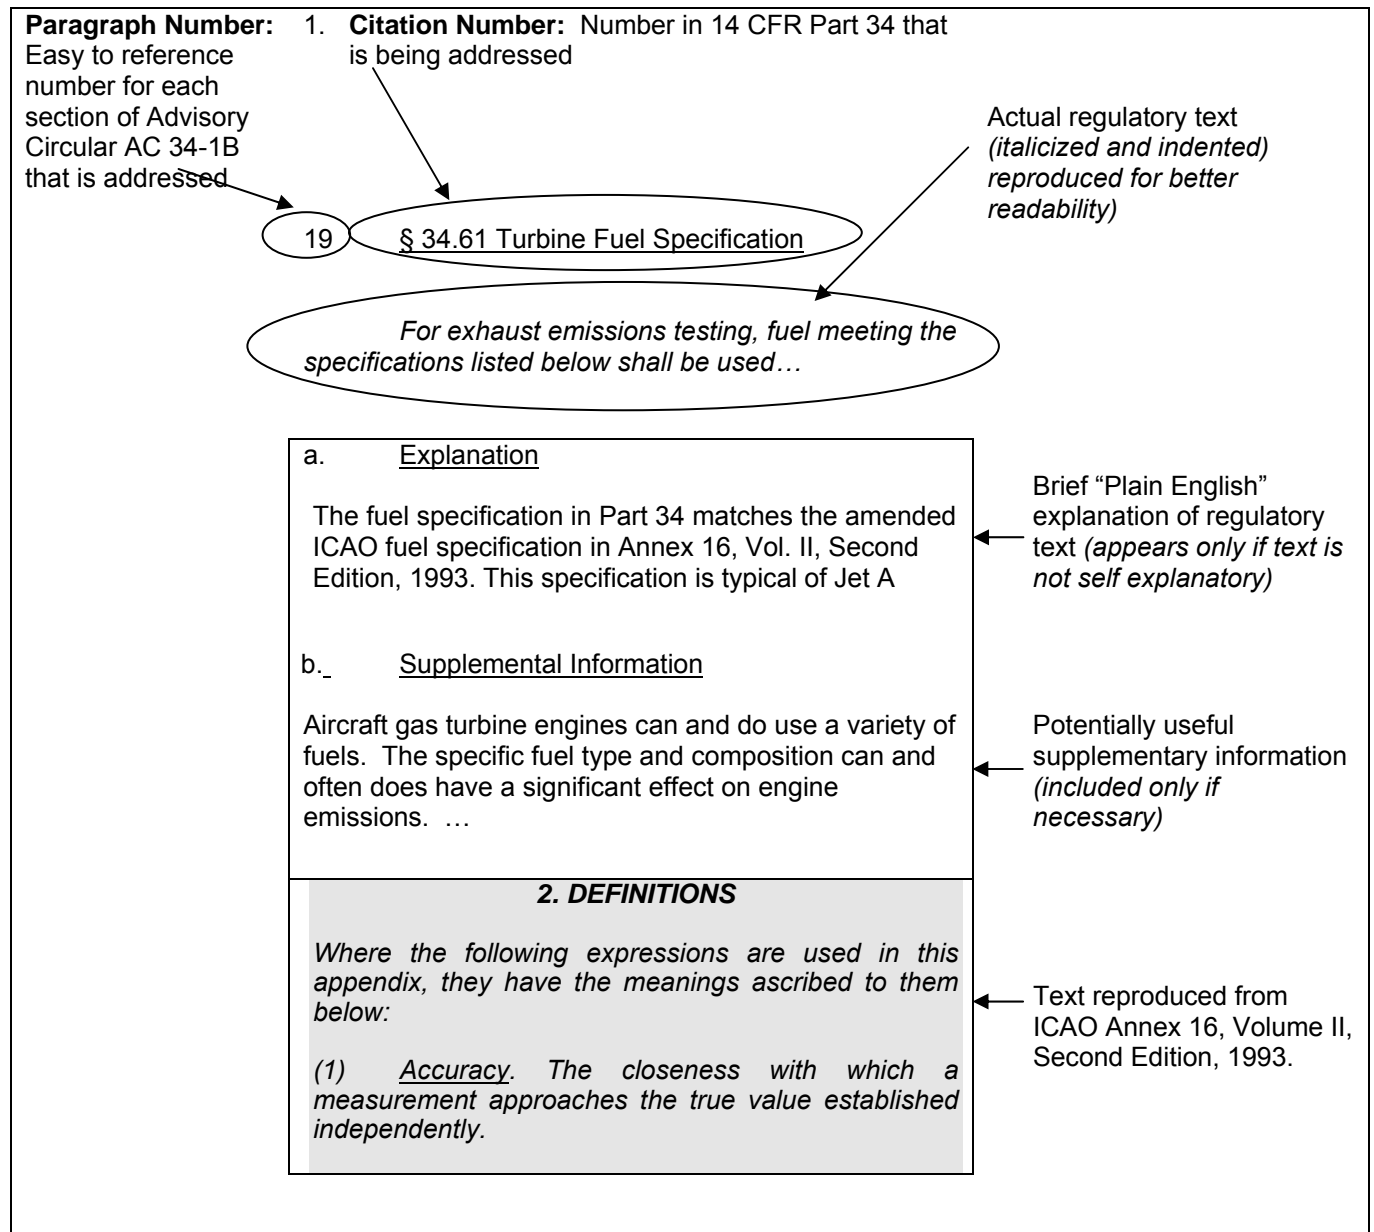 Paragraph Number:
Easy to reference
number for each
section of Advisory
Circular AC 34-1B
that is addressed
1. Citation Number: Number in 14 CFR Part 34 that
is being addressed
Actual regulatory text
(italicized and indented)
reproduced for better
readability)
19 § 34.61 Turbine Fuel Specification
For exhaust emissions testing, fuel meeting the
specifications listed below shall be used…
a. Explanation
The fuel specification in Part 34 matches the amended
ICAO fuel specification in Annex 16, Vol. II, Second
Edition, 1993. This specification is typical of Jet A
Brief “Plain English”
explanation of regulatory
text (appears only if text is
not self explanatory)
b. Supplemental Information
Aircraft gas turbine engines can and do use a variety of
fuels. The specific fuel type and composition can and
often does have a significant effect on engine
emissions. …
Potentially useful
supplementary information
(included only if
necessary)
2. DEFINITIONS
Where the following expressions are used in this
appendix, they have the meanings ascribed to them
below:
(1) Accuracy. The closeness with which a
measurement approaches the true value established
independently.
Text reproduced from
ICAO Annex 16, Volume II,
Second Edition, 1993.